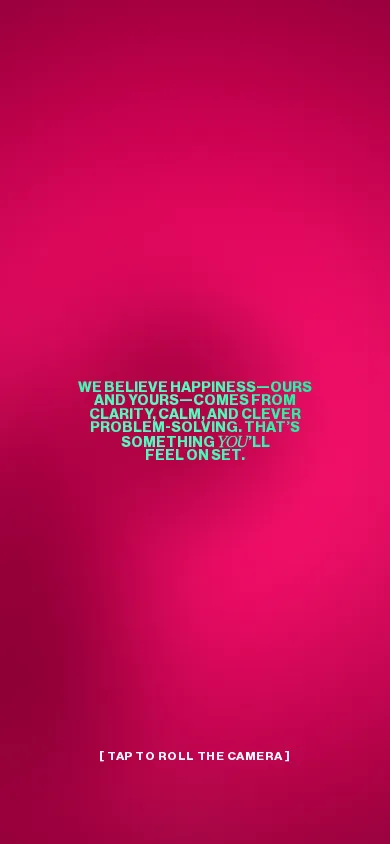 WE BELIEVE HAPPINESS—OURS
AND YOURS—COMES FROM
CLARITY, CALM, AND CLEVER
PROBLEM-SOLVING. THAT'S
SOMETHING YOU'LL
FEEL ON SET.
[ TAP TO ROLL THE CAMERA ]